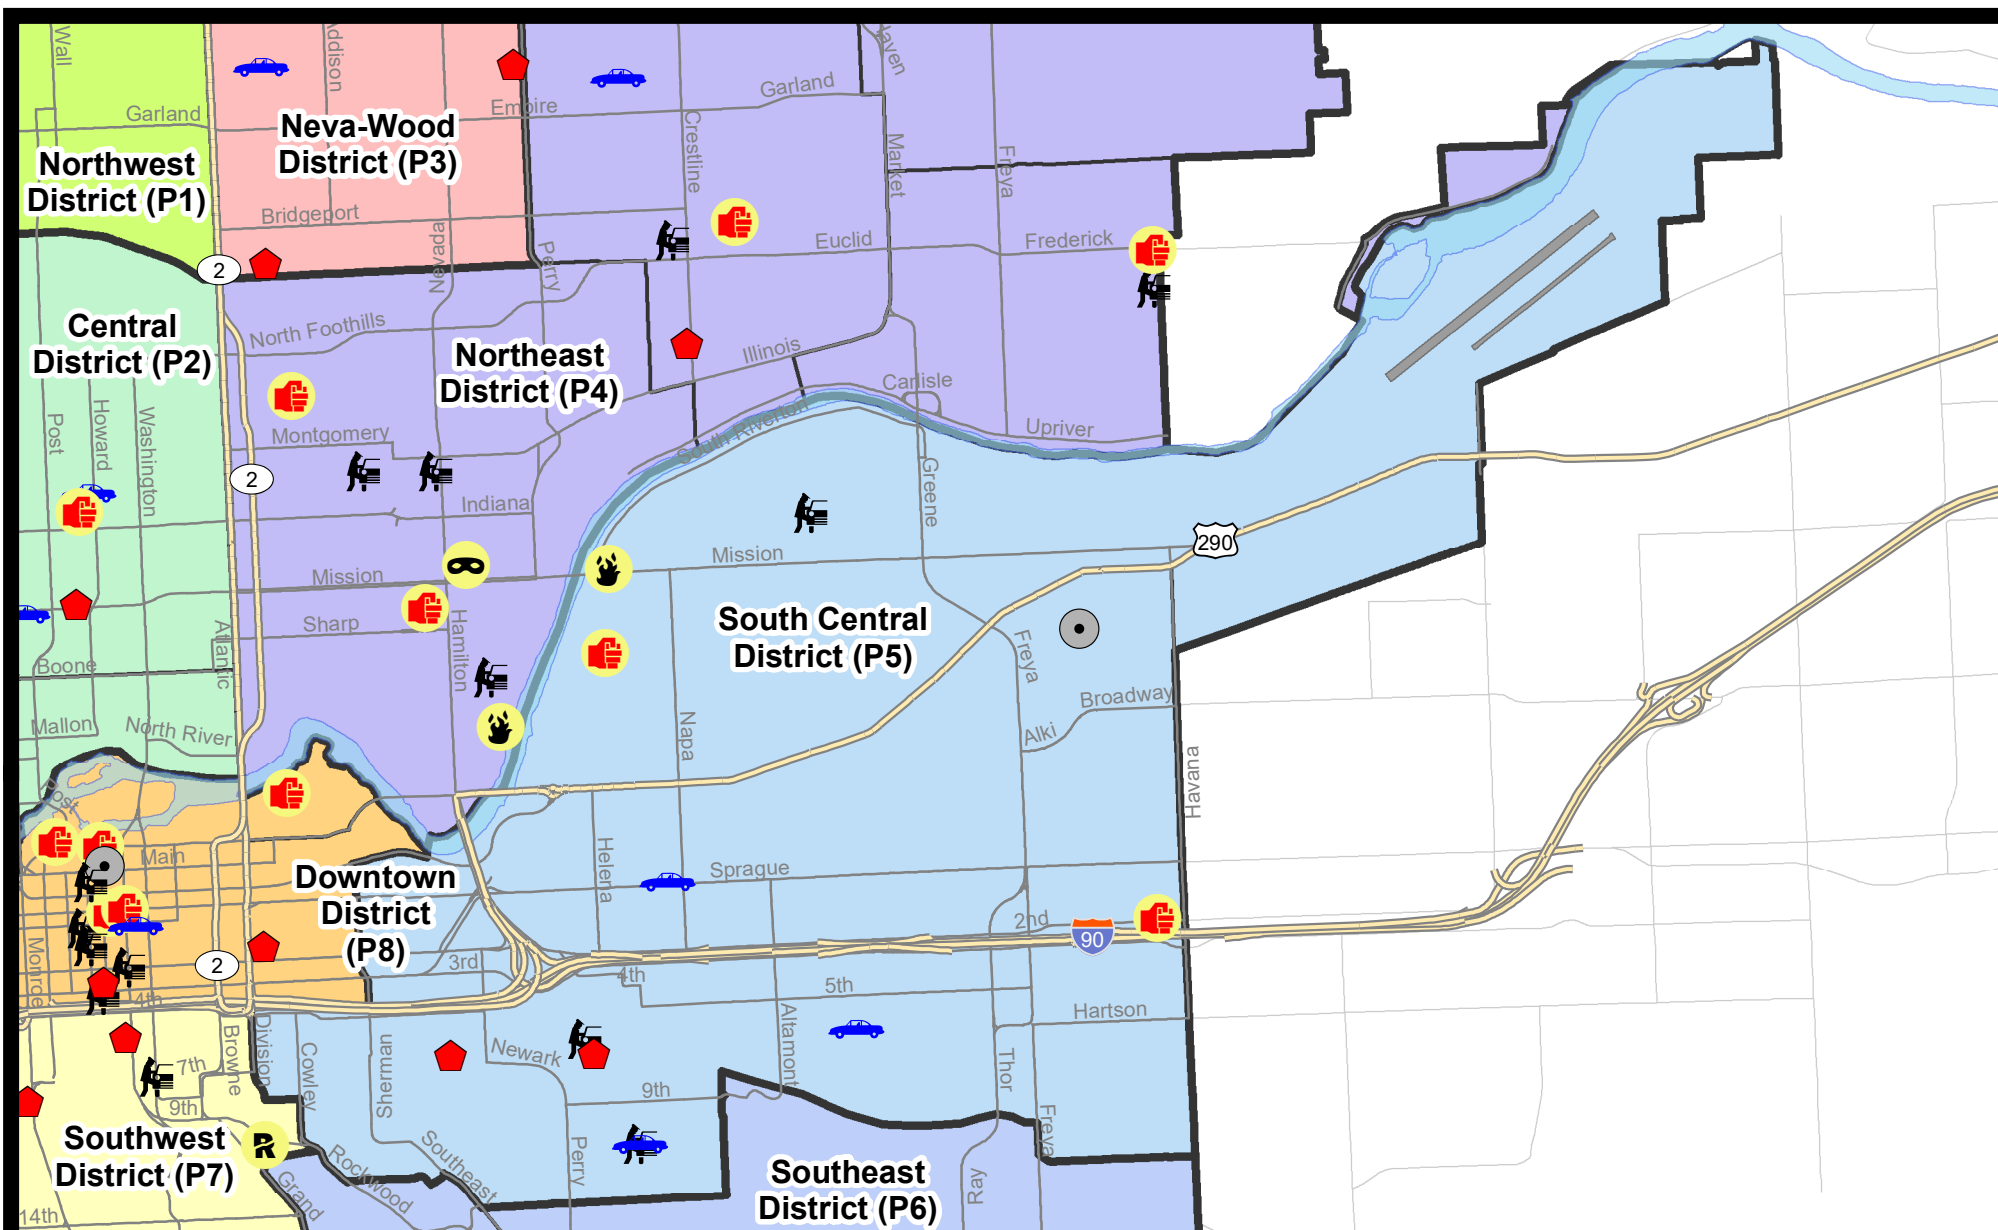 Wall
Addison
Haven
Garland
Empire
Garland
Neva-Wood
District (P3)
Crestline
Market
Freya
Northwest
District (P1)
Bridgeport
Nevada
Perry
Euclid
Frederick
2
Central
District (P2)
North Foothills
Northeast
District (P4)
Illinois
Carlisle
Post
Howard
Washington
Montgomery
South Riverton
Upriver
2
Indiana
Greene
Mission
290
Mission
Sharp
Hamilton
South Central
District (P5)
Freya
Atlantic
Boone
Broadway
Mallon
North River
Napa
Alki
Havana
Post
Main
Helena
Sprague
Downtown
District
(P8)
2nd
90
Monroe
2
3rd
4th
5th
4th
Hartson
Browne
Division
Cowley
Sherman
Newark
Altamont
Thor
7th
9th
9th
Freya
Southwest
District (P7)
R
Rockwood
Southeast
Perry
Southeast
District (P6)
Ray
Grand
14th